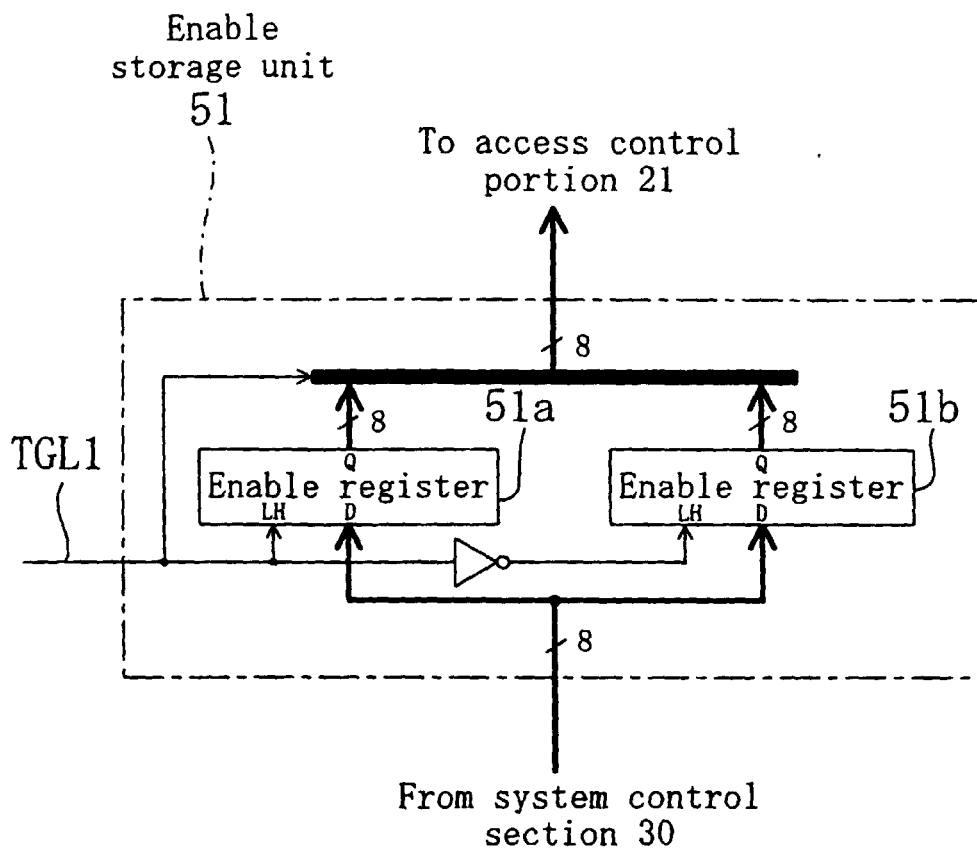 Enable
storage unit
51
To access control
portion 21
8
8
51a
8
51b
TGL1
Q
Enable register
LH D
Q
Enable register
LH D
8
From system control
section 30